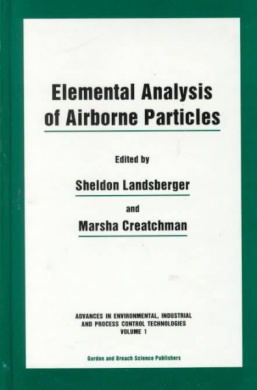 Elemental Analysis
of Airborne Particles
Edited by
Sheldon Landsberger
and
Marsha Creatchman
ADVANCES IN ENVIRONMENTAL, INDUSTRIAL
AND PROCESS CONTROL TECHNOLOGIES
VOLUME 1
Gordon and Breach Science Publishers